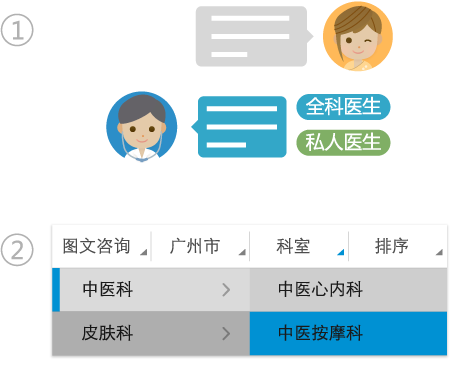 ①
全科医生
私人医生
②
图文咨询 广州市 科室 排序
中医科 中医心内科
皮肤科 中医按摩科